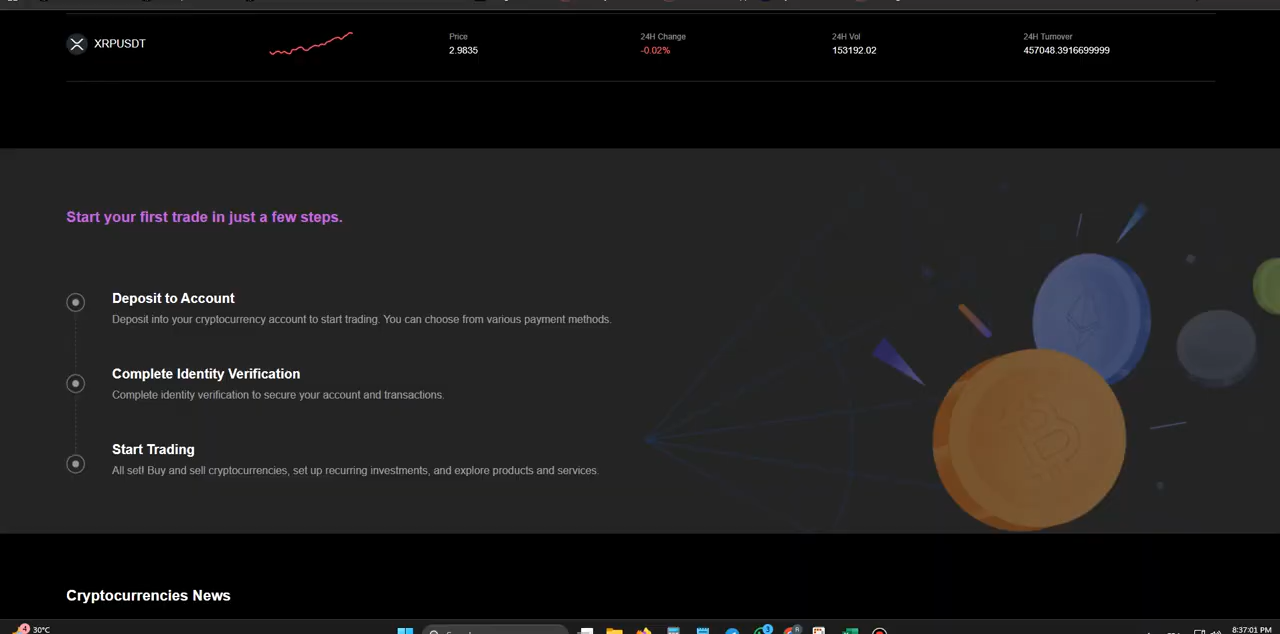 XRPUSDT
Price
2.9835
24H Change
-0.02%
24H Vol
153192.02
24H Turnover
457048.3916699999
Start your first trade in just a few steps.
Deposit to Account
Deposit into your cryptocurrency account to start trading. You can choose from various payment methods.
Complete Identity Verification
Complete identity verification to secure your account and transactions.
Start Trading
All set! Buy and sell cryptocurrencies, set up recurring investments, and explore products and services.
Cryptocurrencies News
4
30°C
8:37:01 PM